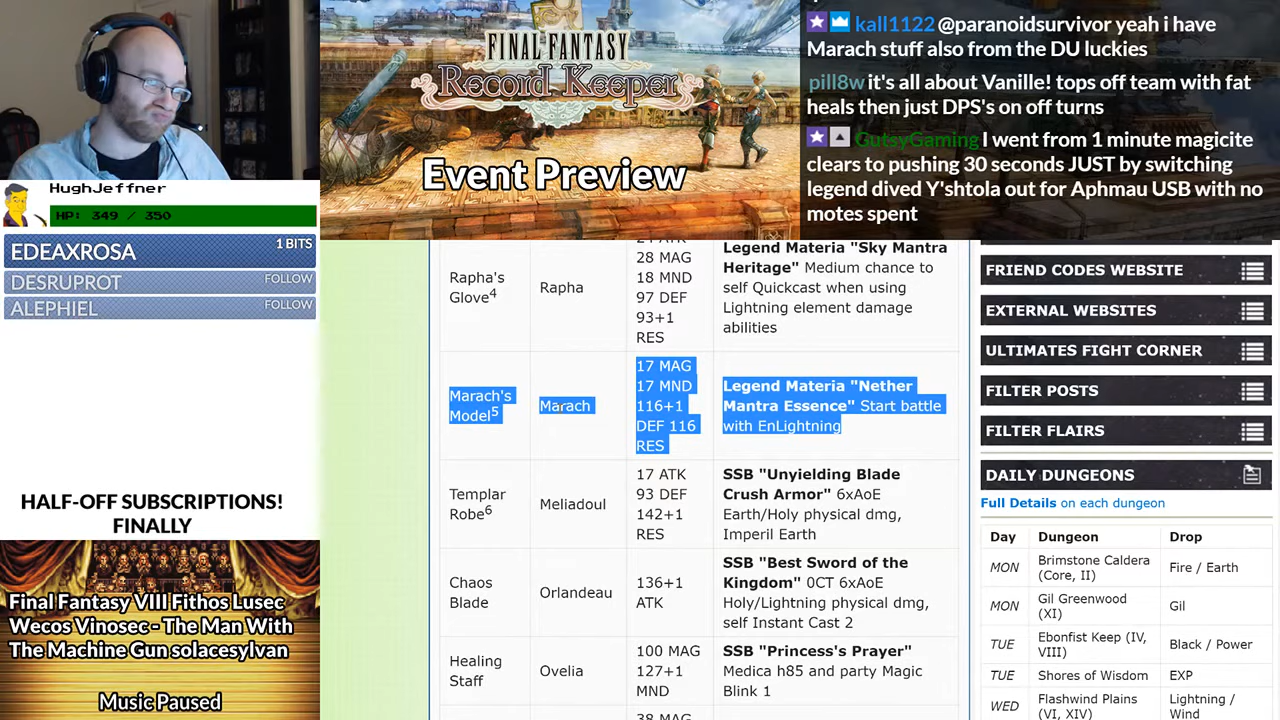 kall1122 @paranoidsurvivor yeah i have
Marach stuff also from the DU luckies
pill8w it's all about Vanille! tops off team with fat
heals then just DPS's on off turns
GutsyGaming I went from 1 minute magicite
clears to pushing 30 seconds JUST by switching
legend dived Y'shtola out for Aphmau USB with no
motes spent
FINAL FANTASY
Record Keeper
Event Preview
HughJeffner
HP: 349 / 350
EDEAXROSA 1 BITS
DESRUPROT FOLLOW
ALEPHIEL FOLLOW
HALF-OFF SUBSCRIPTIONS!
FINALLY
Final Fantasy VIII Fithos Lusec
Wecos Vinosec - The Man With
The Machine Gun solacesylvan
Music Paused
Rapha's
Glove4
Rapha
28 MAG
18 MND
97 DEF
93+1
RES
Legend Materia "Sky Mantra
Heritage" Medium chance to
self Quickcast when using
Lightning element damage
abilities
Marach's
Model5
Marach
17 MAG
17 MND
116+1
DEF 116
RES
Legend Materia "Nether
Mantra Essence" Start battle
with EnLightning
Templar
Robe6
Meliadoul
17 ATK
93 DEF
142+1
RES
SSB "Unyielding Blade
Crush Armor" 6xAoE
Earth/Holy physical dmg,
Imperil Earth
Chaos
Blade
Orlandeau
136+1
ATK
SSB "Best Sword of the
Kingdom" 0CT 6xAoE
Holy/Lightning physical dmg,
self Instant Cast 2
Healing
Staff
Ovelia
100 MAG
127+1
MND
SSB "Princess's Prayer"
Medica h85 and party Magic
Blink 1
38 MAG
FRIEND CODES WEBSITE
EXTERNAL WEBSITES
ULTIMATES FIGHT CORNER
FILTER POSTS
FILTER FLAIRS
DAILY DUNGEONS
Full Details on each dungeon
Day Dungeon Drop
MON Brimstone Caldera
(Core, II) Fire / Earth
MON Gil Greenwood
(XI) Gil
TUE Ebonfist Keep (IV,
VIII) Black / Power
TUE Shores of Wisdom EXP
WED Flashwind Plains
(VI, XIV) Lightning /
Wind